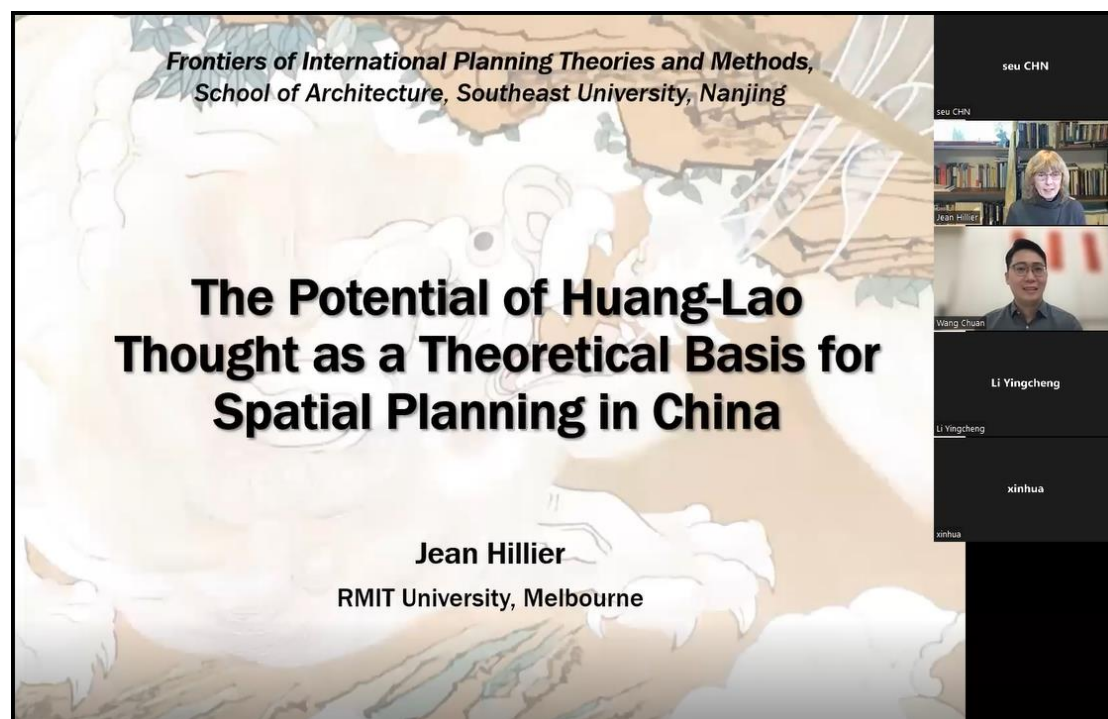 Frontiers of International Planning Theories and Methods,
School of Architecture, Southeast University, Nanjing
The Potential of Huang-Lao
Thought as a Theoretical Basis for
Spatial Planning in China
Jean Hillier
RMIT University, Melbourne
seu CHN
seu CHN
Jean Hillier
Wang Chuan
Li Yingcheng
Li Yingcheng
xinhua
xinhua